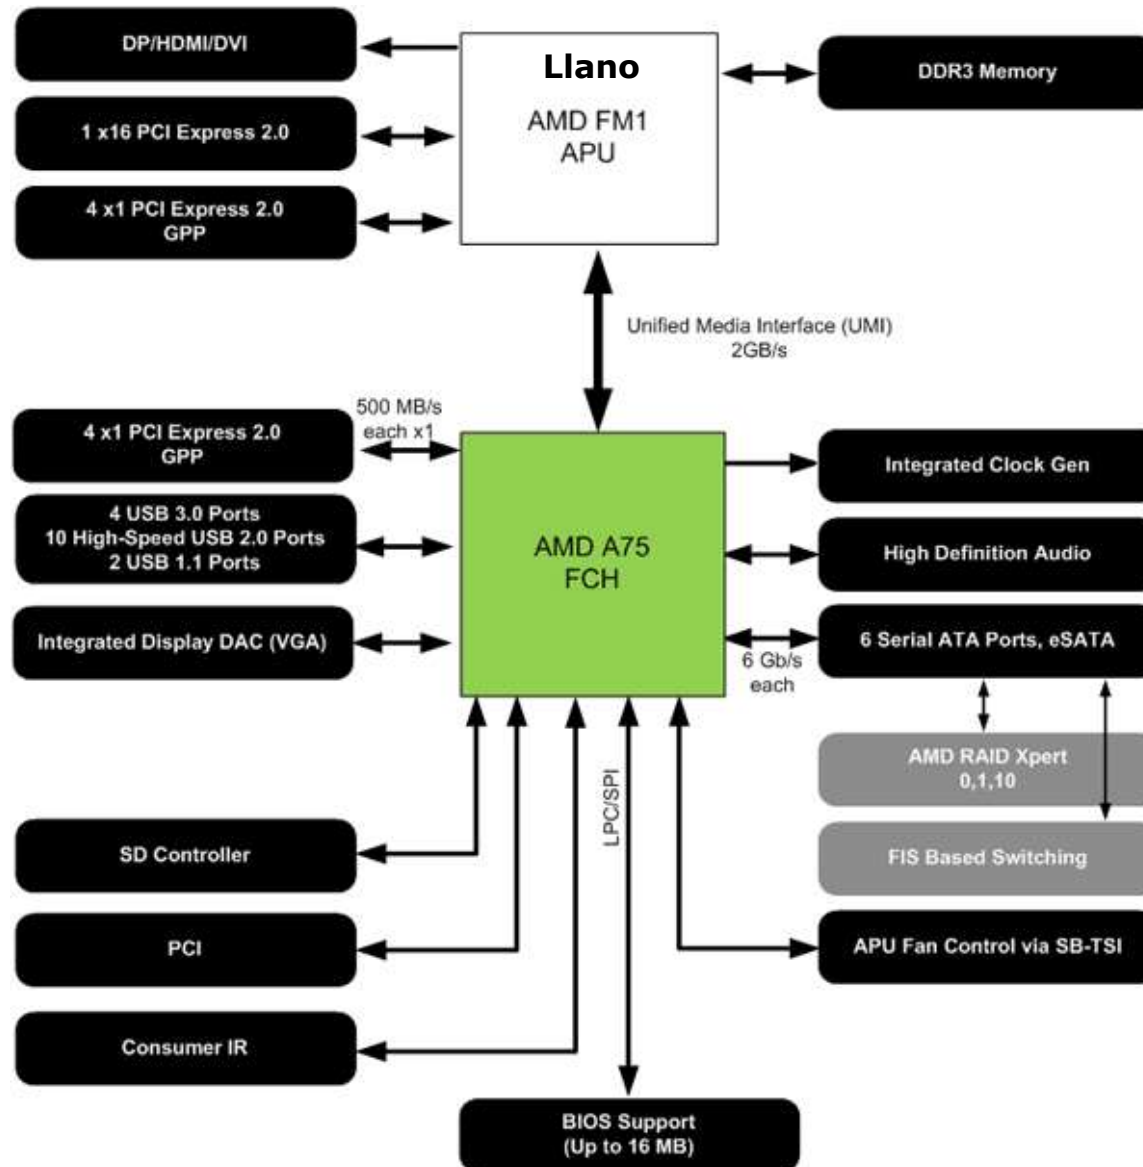 DP/HDMI/DVI
1 x16 PCI Express 2.0
4 x1 PCI Express 2.0
GPP
Llano
AMD FM1
APU
DDR3 Memory
Unified Media Interface (UMI)
2GB/s
500 MB/s
each x1
4 x1 PCI Express 2.0
GPP
4 USB 3.0 Ports
10 High-Speed USB 2.0 Ports
2 USB 1.1 Ports
Integrated Display DAC (VGA)
AMD A75
FCH
Integrated Clock Gen
High Definition Audio
6 Serial ATA Ports, eSATA
6 Gb/s
each
AMD RAID Xpert
0,1,10
FIS Based Switching
APU Fan Control via SB-TSI
LPC/SPI
SD Controller
PCI
Consumer IR
BIOS Support
(Up to 16 MB)